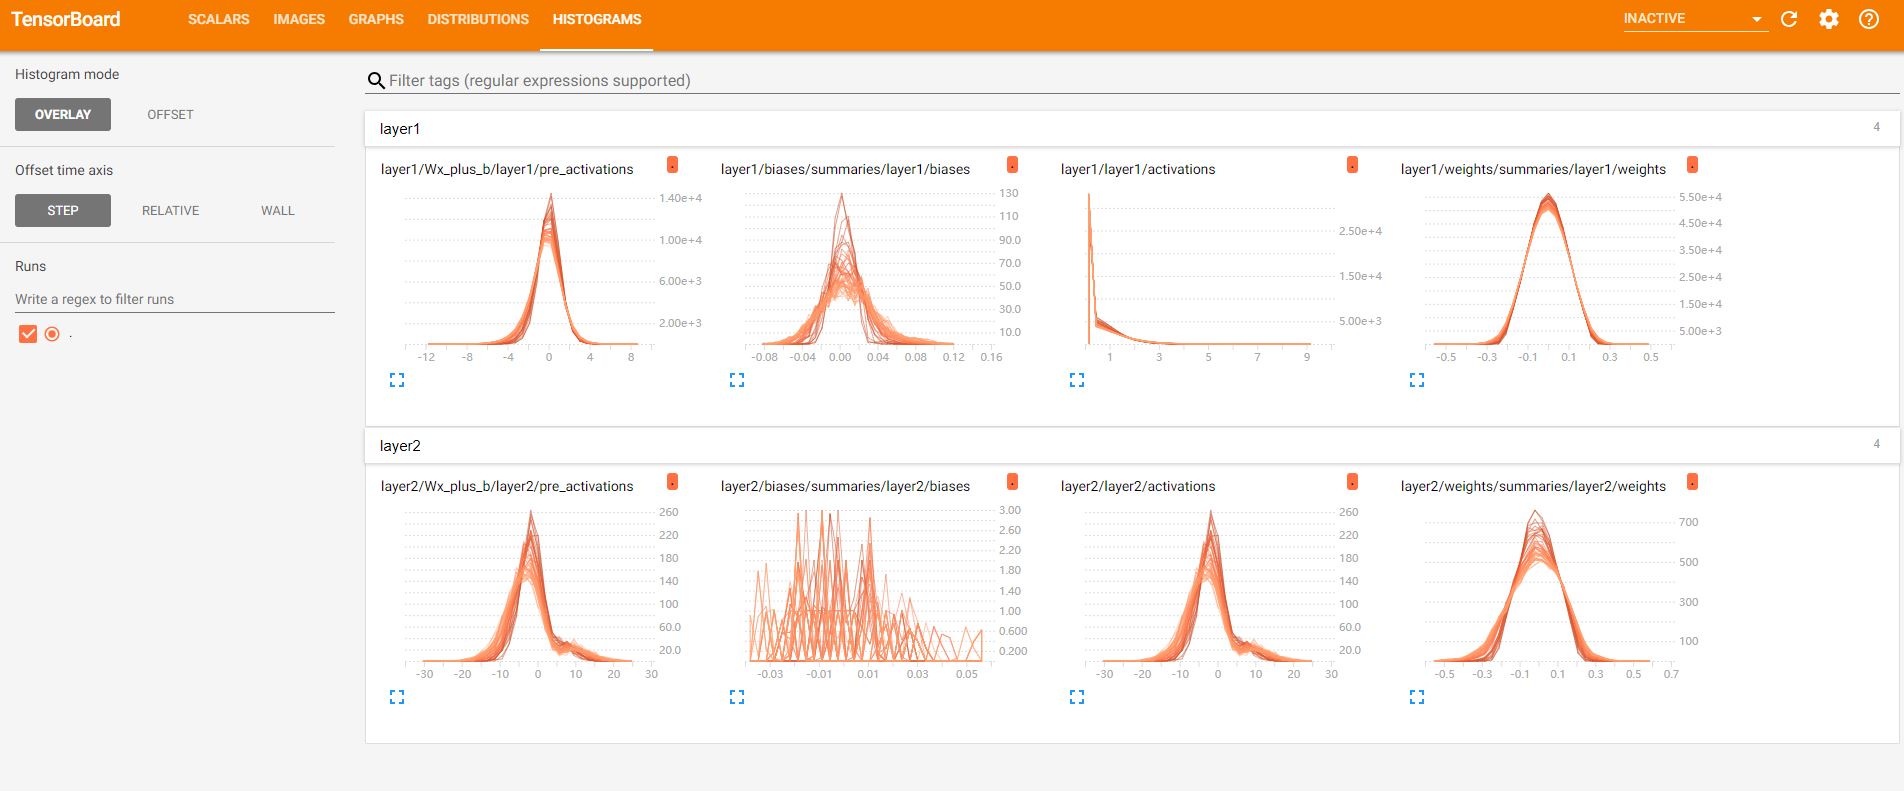 TensorBoard SCALARS IMAGES GRAPHS DISTRIBUTIONS HISTOGRAMS INACTIVE
Histogram mode
OVERLAY OFFSET
Offset time axis
STEP RELATIVE WALL
Runs
Write a regex to filter runs
.
Filter tags (regular expressions supported)
layer1 4
layer1/Wx_plus_b/layer1/pre_activations .
1.40e+4
1.00e+4
6.00e+3
2.00e+3
-12 -8 -4 0 4 8
layer1/biases/summaries/layer1/biases .
130
110
90.0
70.0
50.0
30.0
10.0
-0.08 -0.04 0.00 0.04 0.08 0.12 0.16
layer1/layer1/activations .
2.50e+4
1.50e+4
5.00e+3
1 3 5 7 9
layer1/weights/summaries/layer1/weights .
5.50e+4
4.50e+4
3.50e+4
2.50e+4
1.50e+4
5.00e+3
-0.5 -0.3 -0.1 0.1 0.3 0.5
layer2 4
layer2/Wx_plus_b/layer2/pre_activations .
260
220
180
140
100
60.0
20.0
-30 -20 -10 0 10 20 30
layer2/biases/summaries/layer2/biases .
3.00
2.60
2.20
1.80
1.40
1.00
0.600
0.200
-0.03 -0.01 0.01 0.03 0.05
layer2/layer2/activations .
260
220
180
140
100
60.0
20.0
-30 -20 -10 0 10 20 30
layer2/weights/summaries/layer2/weights .
700
500
300
100
-0.5 -0.3 -0.1 0.1 0.3 0.5 0.7